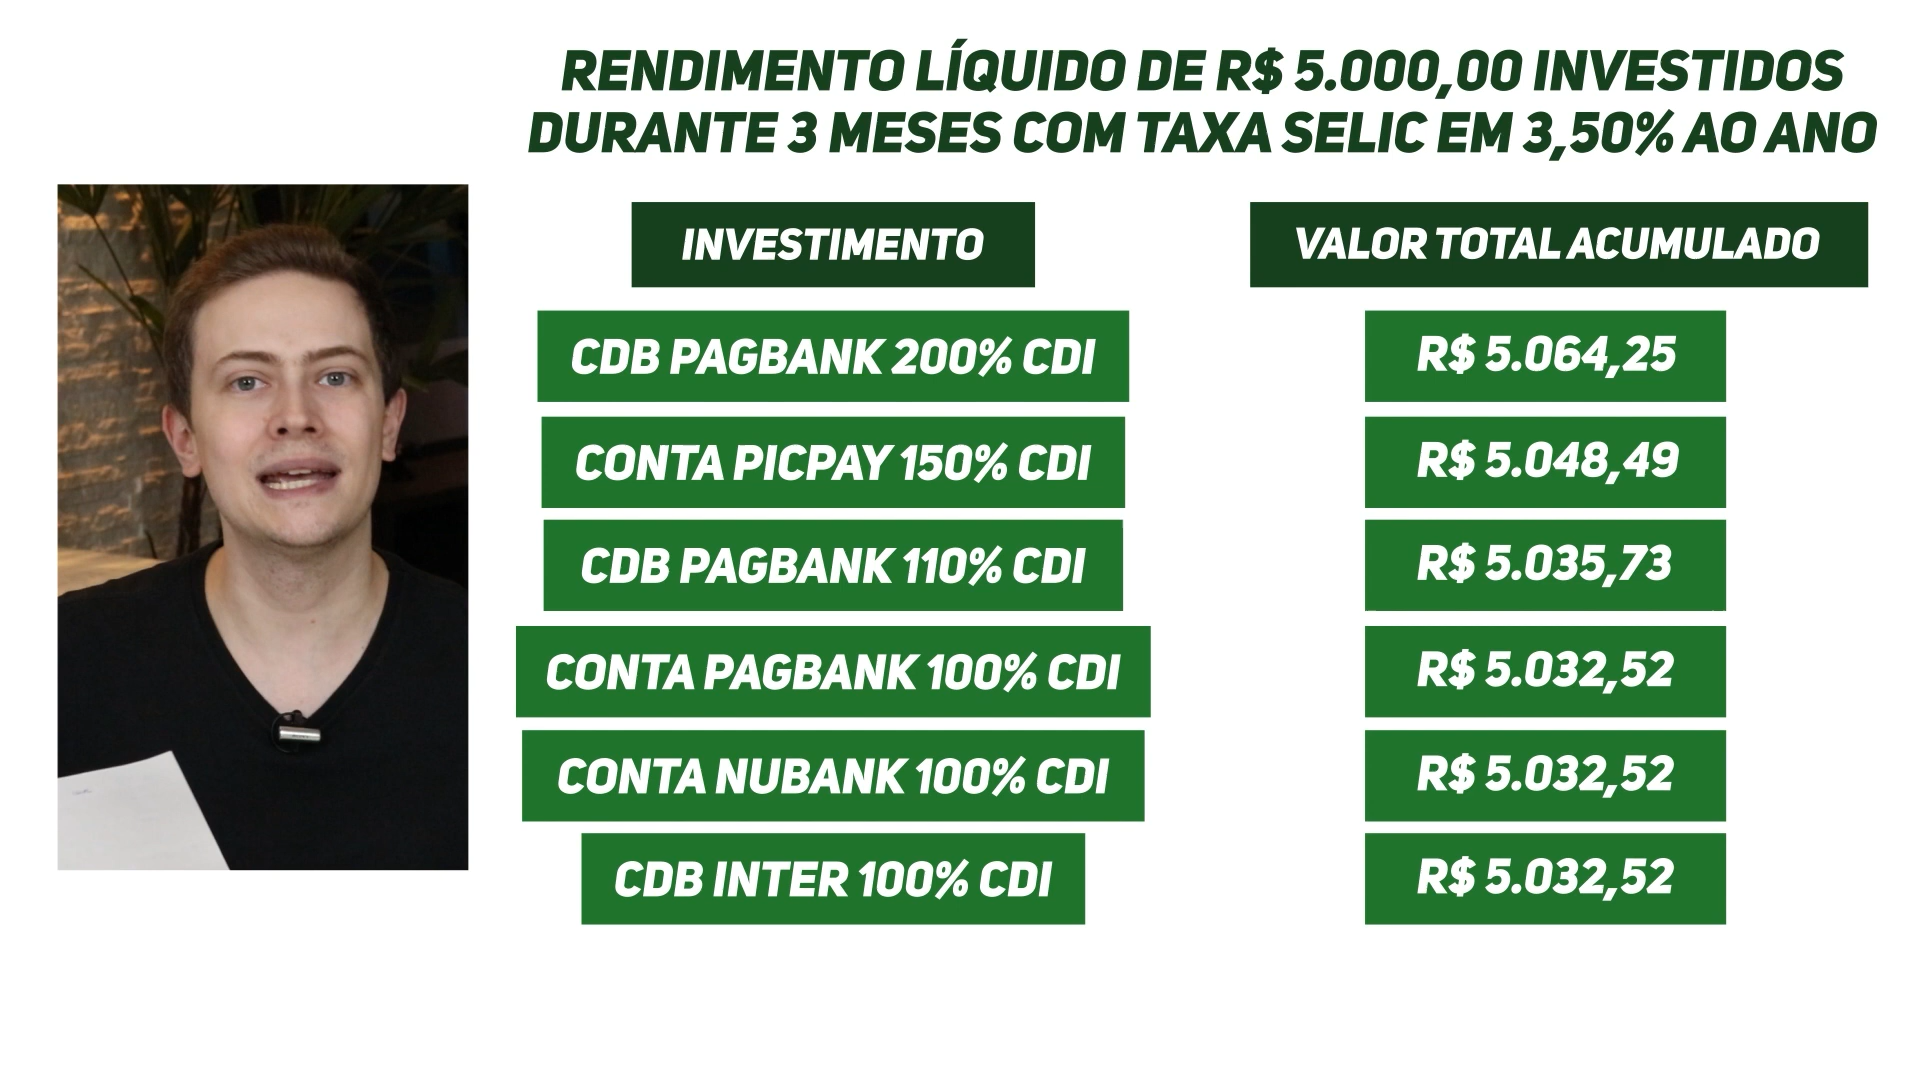 RENDIMENTO LÍQUIDO DE R$ 5.000,00 INVESTIDOS
DURANTE 3 MESES COM TAXA SELIC EM 3,50% AO ANO
INVESTIMENTO
VALOR TOTAL ACUMULADO
CDB PAGBANK 200% CDI
R$ 5.064,25
CONTA PICPAY 150% CDI
R$ 5.048,49
CDB PAGBANK 110% CDI
R$ 5.035,73
CONTA PAGBANK 100% CDI
R$ 5.032,52
CONTA NUBANK 100% CDI
R$ 5.032,52
CDB INTER 100% CDI
R$ 5.032,52